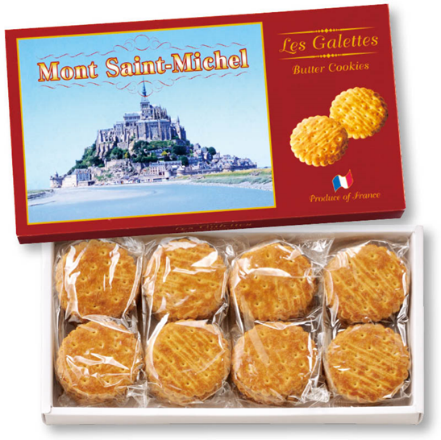 Mont Saint-Michel
Les Galettes
Butter Cookies
Produce of France